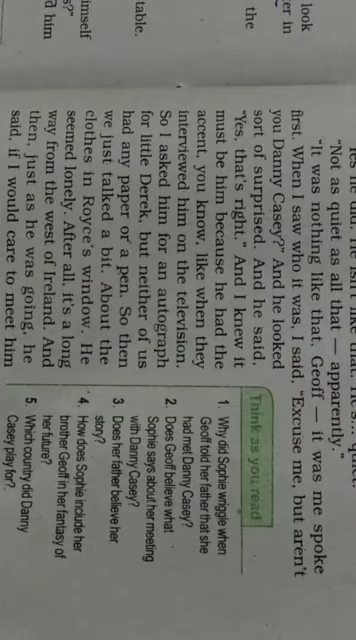 look
er in
the
table.
imself
s?"
him
"Not as quiet as all that — apparently."
"It was nothing like that, Geoff — it was me spoke
first. When I saw who it was, I said, "Excuse me, but aren't
you Danny Casey?" And he looked
sort of surprised. And he said,
"Yes, that's right." And I knew it
must be him because he had the
accent, you know, like when they
interviewed him on the television.
So I asked him for an autograph
for little Derek, but neither of us
had any paper or a pen. So then
we just talked a bit. About the
clothes in Royce's window. He
seemed lonely. After all, it's a long
way from the west of Ireland. And
then, just as he was going, he
said, if I would care to meet him
Think as you read
1. Why did Sophie wriggle when
Geoff told her father that she
had met Danny Casey?
2. Does Geoff believe what
Sophie says about her meeting
with Danny Casey?
3. Does her father believe her
story?
4. How does Sophie include her
brother Geoff in her fantasy of
her future?
5. Which country did Danny
Casey play for?